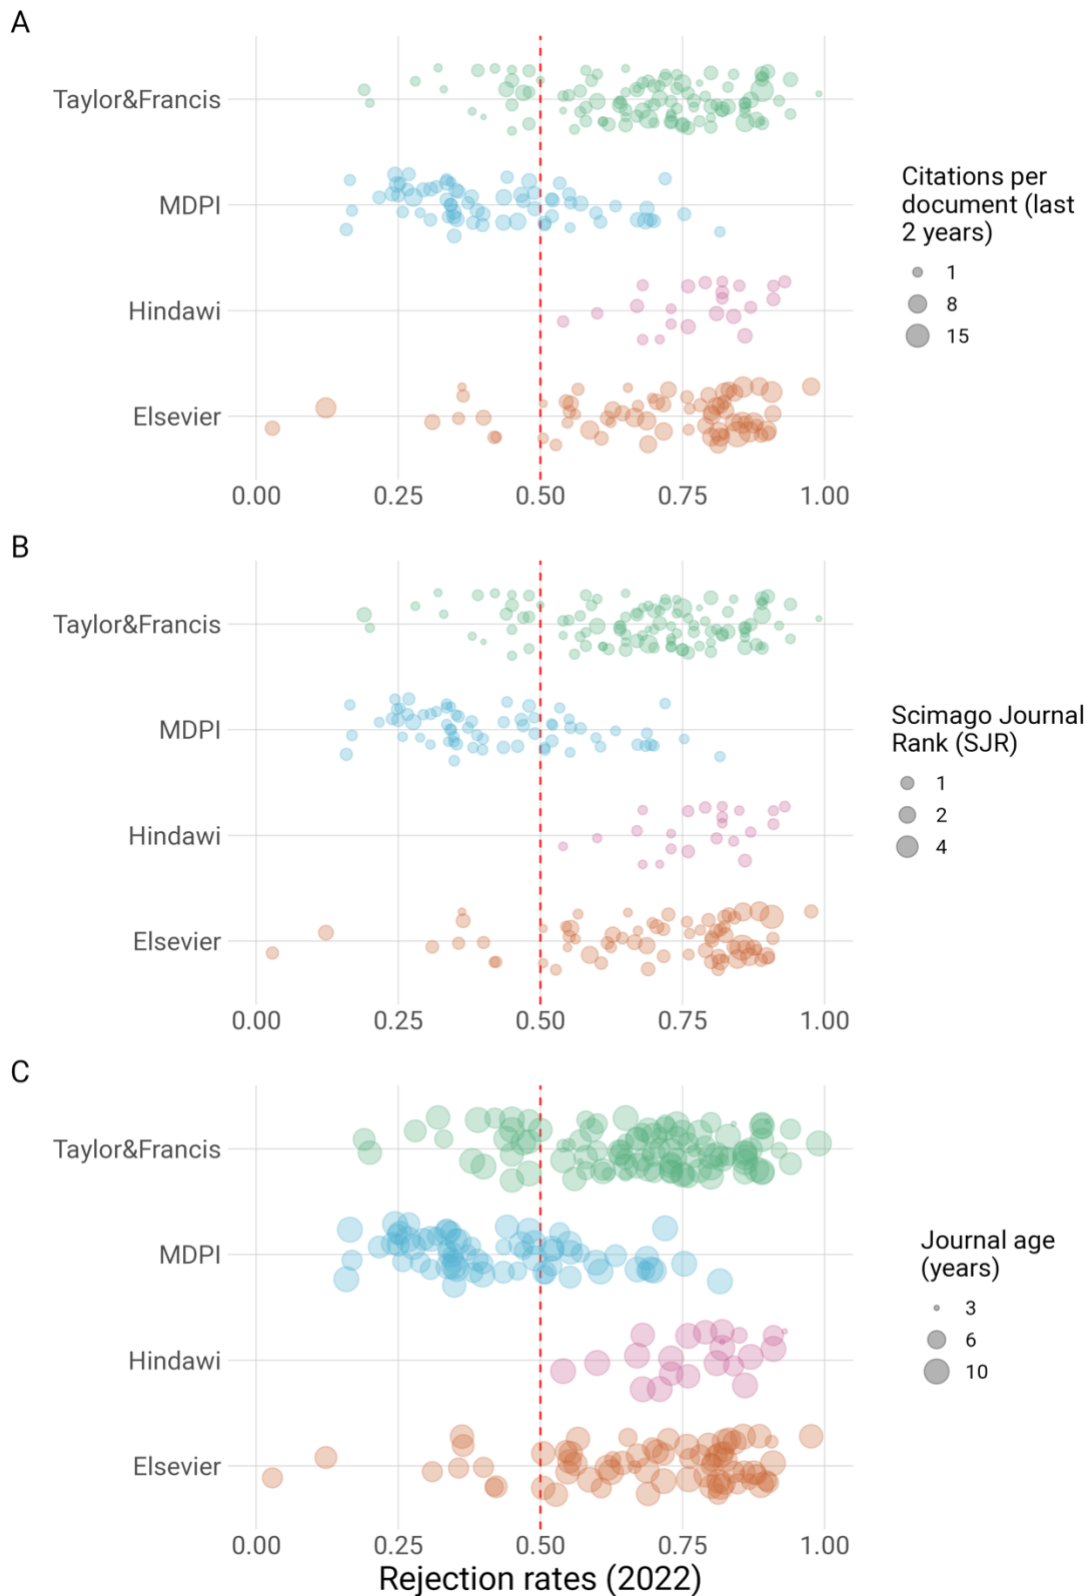 A
Taylor&Francis
MDPI
Hindawi
Elsevier
0.00 0.25 0.50 0.75 1.00
Citations per
document (last
2 years)
1
8
15
B
Taylor&Francis
MDPI
Hindawi
Elsevier
0.00 0.25 0.50 0.75 1.00
Scimago Journal
Rank (SJR)
1
2
4
C
Taylor&Francis
MDPI
Hindawi
Elsevier
0.00 0.25 0.50 0.75 1.00
Rejection rates (2022)
Journal age
(years)
3
6
10